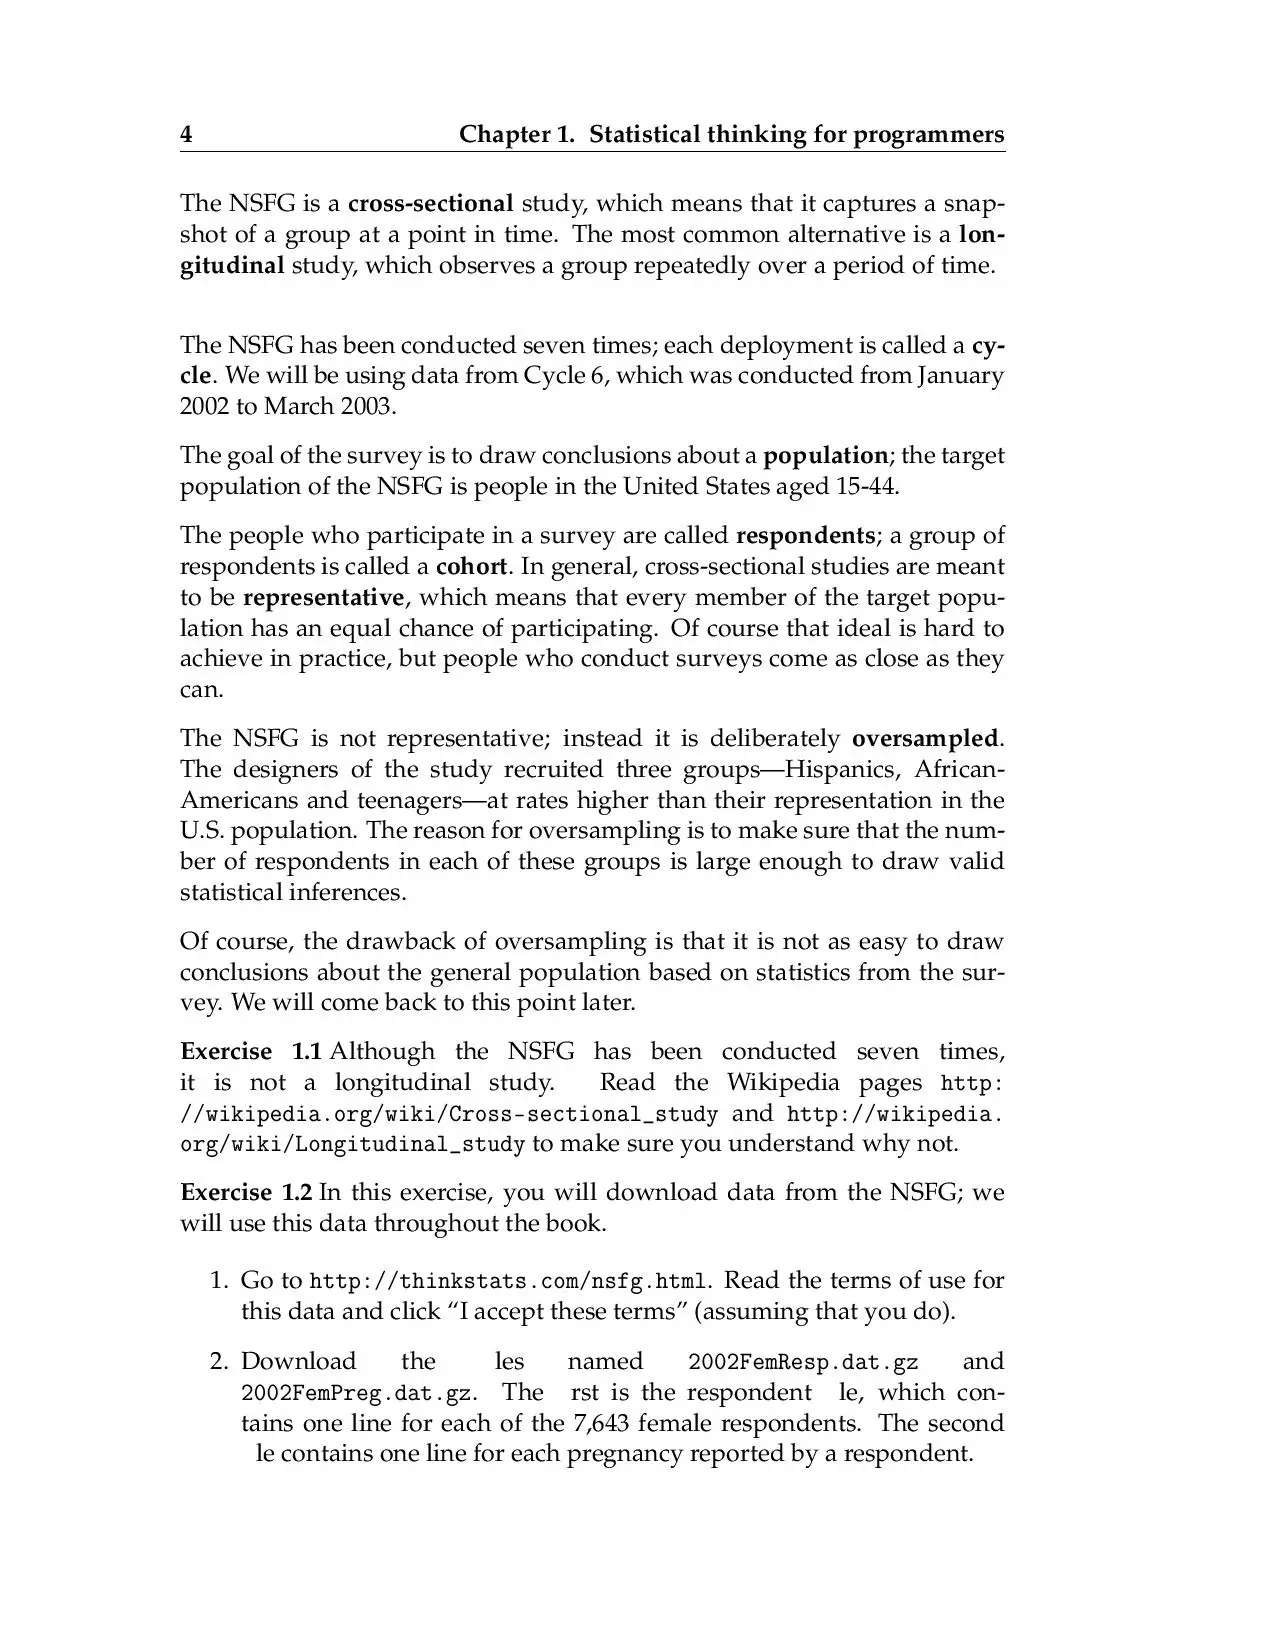 4 Chapter 1. Statistical thinking for programmers
The NSFG is a cross-sectional study, which means that it captures a snap-
shot of a group at a point in time. The most common alternative is a lon-
gitudinal study, which observes a group repeatedly over a period of time.
The NSFG has been conducted seven times; each deployment is called a cy-
cle. We will be using data from Cycle 6, which was conducted from January
2002 to March 2003.
The goal of the survey is to draw conclusions about a population; the target
population of the NSFG is people in the United States aged 15-44.
The people who participate in a survey are called respondents; a group of
respondents is called a cohort. In general, cross-sectional studies are meant
to be representative, which means that every member of the target popu-
lation has an equal chance of participating. Of course that ideal is hard to
achieve in practice, but people who conduct surveys come as close as they
can.
The NSFG is not representative; instead it is deliberately oversampled.
The designers of the study recruited three groups—Hispanics, African-
Americans and teenagers—at rates higher than their representation in the
U.S. population. The reason for oversampling is to make sure that the num-
ber of respondents in each of these groups is large enough to draw valid
statistical inferences.
Of course, the drawback of oversampling is that it is not as easy to draw
conclusions about the general population based on statistics from the sur-
vey. We will come back to this point later.
Exercise 1.1 Although the NSFG has been conducted seven times,
it is not a longitudinal study. Read the Wikipedia pages http:
//wikipedia.org/wiki/Cross-sectional_study and http://wikipedia.
org/wiki/Longitudinal_study to make sure you understand why not.
Exercise 1.2 In this exercise, you will download data from the NSFG; we
will use this data throughout the book.
1. Go to http://thinkstats.com/nsfg.html. Read the terms of use for
this data and click “I accept these terms” (assuming that you do).
2. Download the les named 2002FemResp.dat.gz and
2002FemPreg.dat.gz. The rst is the respondent le, which con-
tains one line for each of the 7,643 female respondents. The second
le contains one line for each pregnancy reported by a respondent.